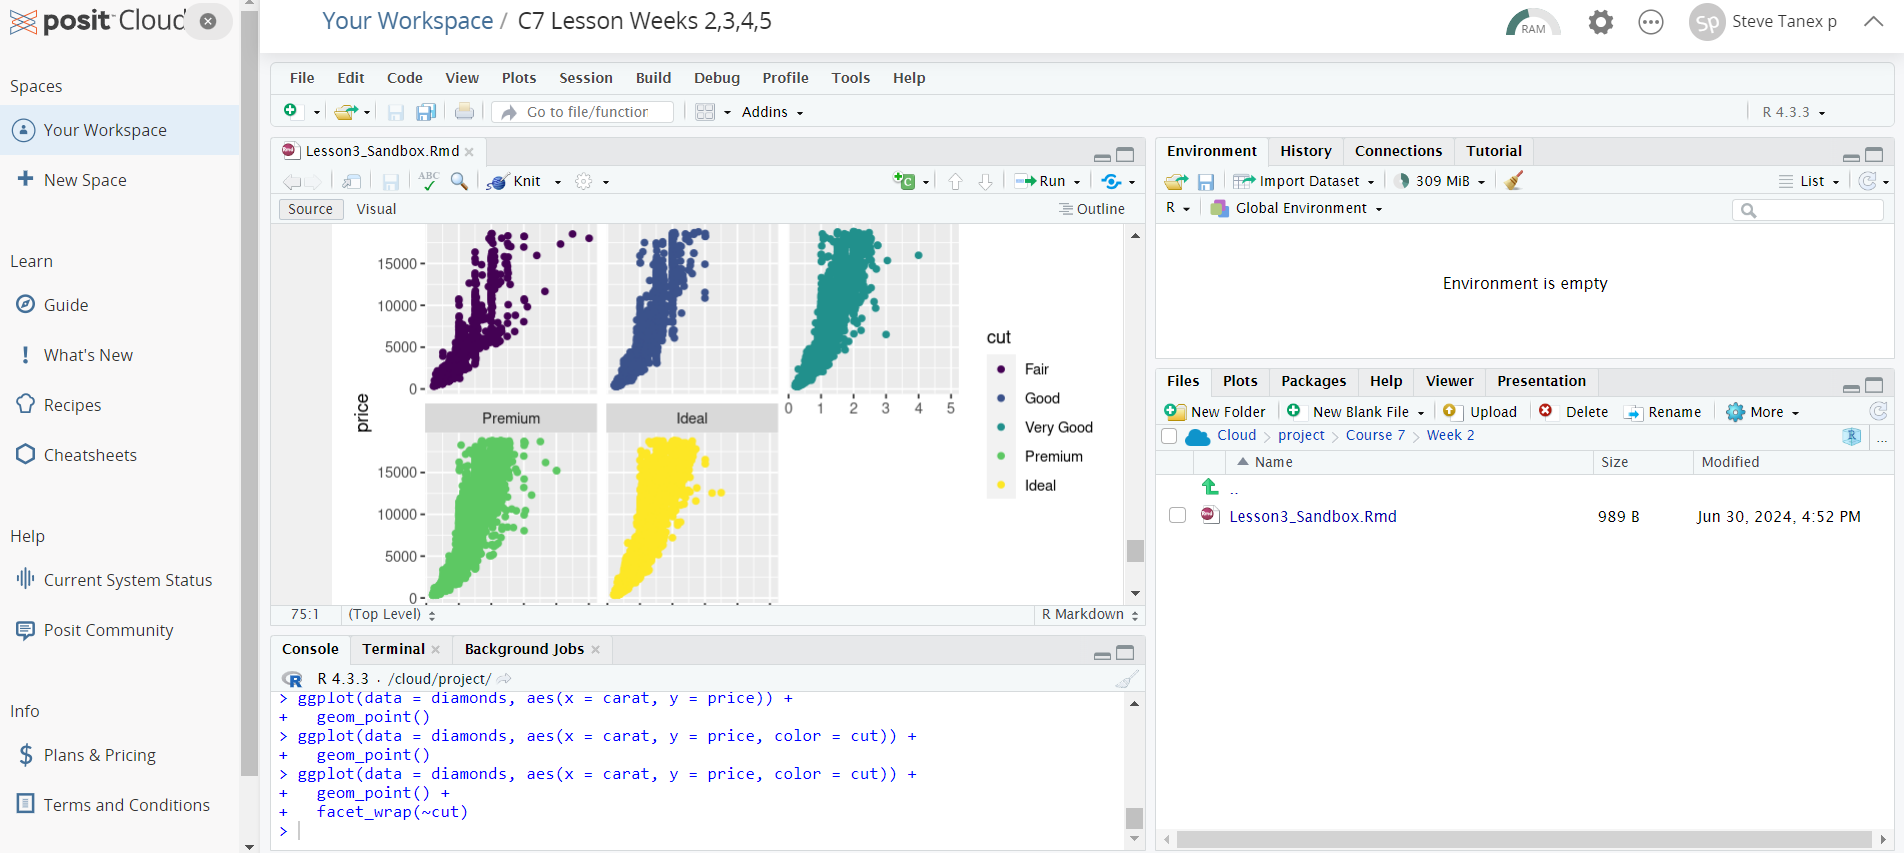 posit Cloud
Your Workspace / C7 Lesson Weeks 2,3,4,5
RAM
Sp
Steve Tanex p
Spaces
Your Workspace
New Space
Learn
Guide
What's New
Recipes
Cheatsheets
Help
Current System Status
Posit Community
Info
Plans & Pricing
Terms and Conditions
File Edit Code View Plots Session Build Debug Profile Tools Help
Go to file/function
Addins
R 4.3.3
Lesson3_Sandbox.Rmd
ABC
Knit
Run
Source Visual
Outline
15000
10000
5000
0
price
0 1 2 3 4 5
Premium Ideal
15000
10000
5000
0
cut
Fair
Good
Very Good
Premium
Ideal
75:1 (Top Level)
R Markdown
Console Terminal Background Jobs
R 4.3.3 · /cloud/project/
> ggplot(data = diamonds, aes(x = carat, y = price)) +
+ geom_point()
> ggplot(data = diamonds, aes(x = carat, y = price, color = cut)) +
+ geom_point()
> ggplot(data = diamonds, aes(x = carat, y = price, color = cut)) +
+ geom_point() +
+ facet_wrap(~cut)
>
Environment History Connections Tutorial
Import Dataset 309 MiB List
R Global Environment
Environment is empty
Files Plots Packages Help Viewer Presentation
New Folder New Blank File Upload Delete Rename More
Cloud > project > Course 7 > Week 2
...
Name Size Modified
..
Lesson3_Sandbox.Rmd 989 B Jun 30, 2024, 4:52 PM